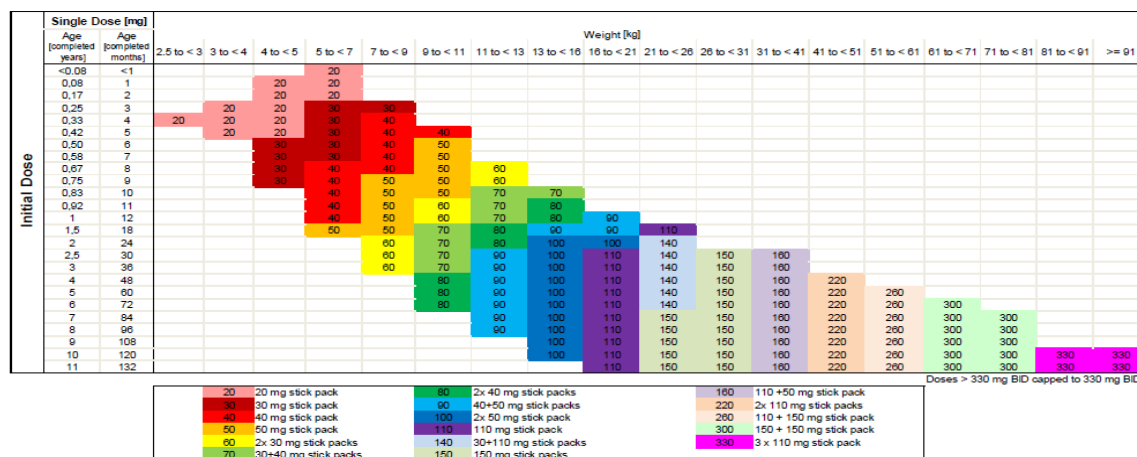 Single Dose [mg]
Age [completed years] Age [completed months] Weight [kg]
2.5 to < 3 3 to < 4 4 to < 5 5 to < 7 7 to < 9 9 to < 11 11 to < 13 13 to < 16 16 to < 21 21 to < 26 26 to < 31 31 to < 41 41 to < 51 51 to < 61 61 to < 71 71 to < 81 81 to < 91 >= 91
Initial Dose
<0.08 <1 20
0,08 1 20 20
0,17 2 20 20
0,25 3 20 20 30 30
0,33 4 20 20 20 30 40
0,42 5 20 20 30 40 40
0,50 6 30 30 40 50
0,58 7 30 30 40 50
0,67 8 30 40 40 50 60
0,75 9 30 40 50 50 60
0,83 10 40 50 50 70 70
0,92 11 40 50 60 70 80
1 12 40 50 60 70 80 90
1,5 18 50 50 70 80 90 90 110
2 24 60 70 80 100 100 140
2,5 30 60 70 90 100 110 140 150 160
3 36 60 70 90 100 110 140 150 160
4 48 80 90 100 110 140 150 160 220
5 60 80 90 100 110 140 150 160 220 260
6 72 80 90 100 110 140 150 160 220 260 300
7 84 90 100 110 150 150 160 220 260 300 300
8 96 90 100 110 150 150 160 220 260 300 300
9 108 100 110 150 150 160 220 260 300 300
10 120 100 110 150 150 160 220 260 300 300 330 330
11 132 110 150 150 160 220 260 300 300 330 330
Doses > 330 mg BID capped to 330 mg BID
20 20 mg stick pack 80 2x 40 mg stick packs 160 110 +50 mg stick packs
30 30 mg stick pack 90 40+50 mg stick packs 220 2x 110 mg stick packs
40 40 mg stick pack 100 2x 50 mg stick packs 260 110 + 150 mg stick packs
50 50 mg stick pack 110 110 mg stick pack 300 150 + 150 mg stick packs
60 2x 30 mg stick packs 140 30+110 mg stick packs 330 3 x 110 mg stick pack
70 30+40 mg stick packs 150 150 mg stick packs